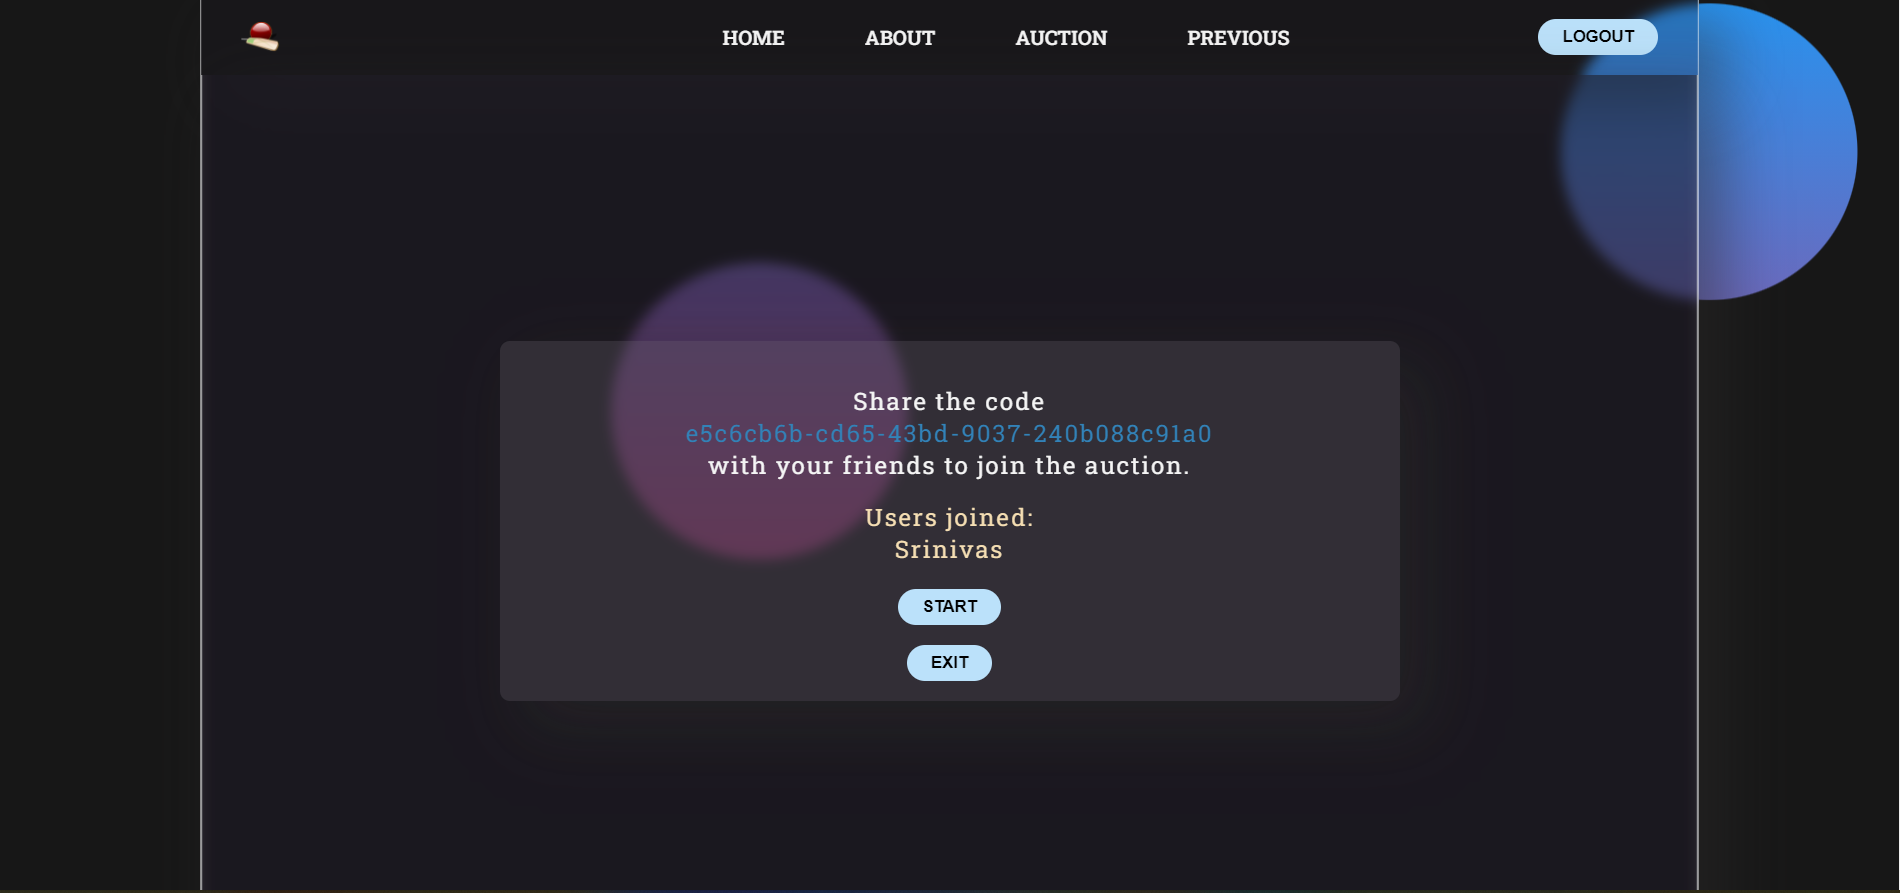 HOME
ABOUT
AUCTION
PREVIOUS
LOGOUT
Share the code
e5c6cb6b-cd65-43bd-9037-240b088c91a0
with your friends to join the auction.
Users joined:
Srinivas
START
EXIT